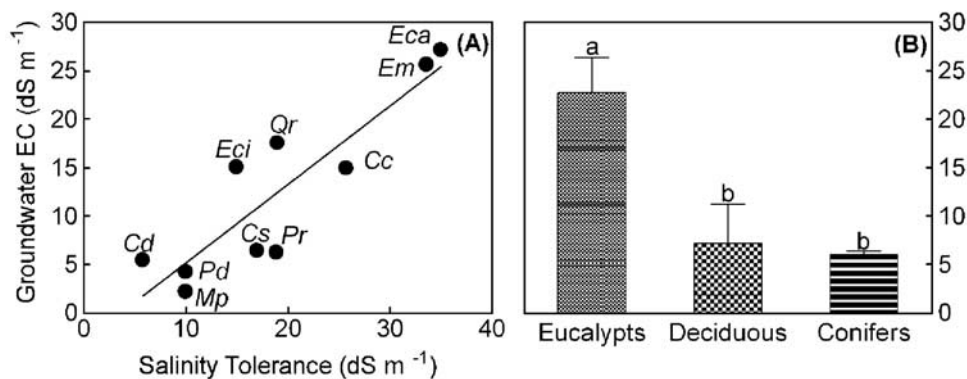 30
25
20
15
10
5
0
Groundwater EC (dS m⁻¹)
(A)
Eca
Em
Qr
Eci
Cc
Cs
Pr
Cd
Pd
Mp
0 10 20 30 40
Salinity Tolerance (dS m ⁻¹)
(B)
a
b
b
30
25
20
15
10
5
0
Eucalypts Deciduous Conifers